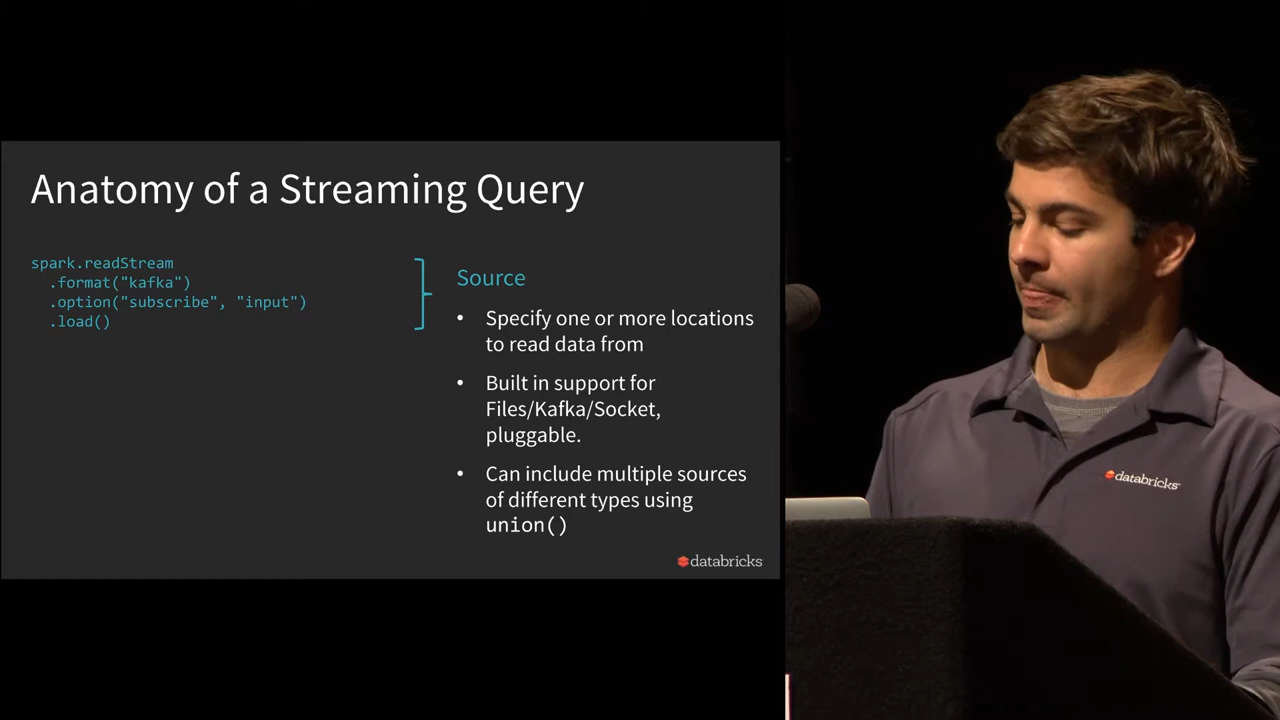 Anatomy of a Streaming Query
spark.readStream
.format("kafka")
.option("subscribe", "input")
.load()
Source
• Specify one or more locations
to read data from
• Built in support for
Files/Kafka/Socket,
pluggable.
• Can include multiple sources
of different types using
union()
databricks
databricks